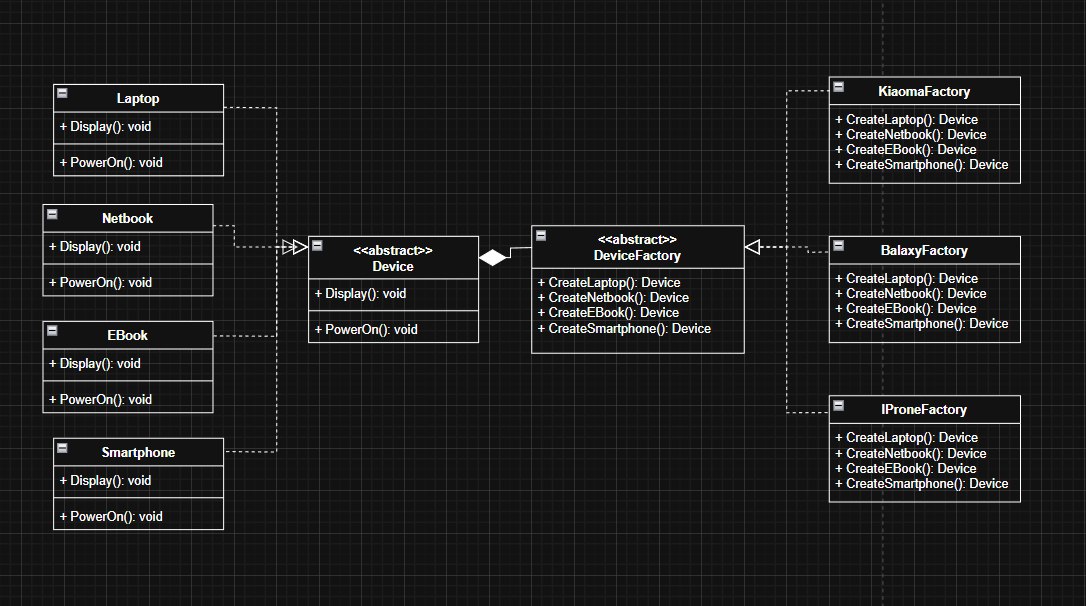 Laptop
+ Display(): void
+ PowerOn(): void
Netbook
+ Display(): void
+ PowerOn(): void
EBook
+ Display(): void
+ PowerOn(): void
Smartphone
+ Display(): void
+ PowerOn(): void
<<abstract>>
Device
+ Display(): void
+ PowerOn(): void
<<abstract>>
DeviceFactory
+ CreateLaptop(): Device
+ CreateNetbook(): Device
+ CreateEBook(): Device
+ CreateSmartphone(): Device
KiaomaFactory
+ CreateLaptop(): Device
+ CreateNetbook(): Device
+ CreateEBook(): Device
+ CreateSmartphone(): Device
BalaxyFactory
+ CreateLaptop(): Device
+ CreateNetbook(): Device
+ CreateEBook(): Device
+ CreateSmartphone(): Device
IProneFactory
+ CreateLaptop(): Device
+ CreateNetbook(): Device
+ CreateEBook(): Device
+ CreateSmartphone(): Device